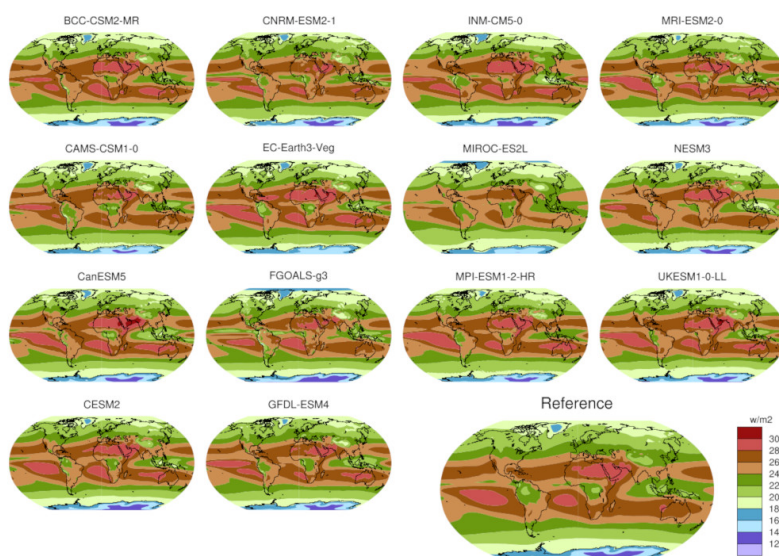 BCC-CSM2-MR CNRM-ESM2-1 INM-CM5-0 MRI-ESM2-0
CAMS-CSM1-0 EC-Earth3-Veg MIROC-ES2L NESM3
CanESM5 FGOALS-g3 MPI-ESM1-2-HR UKESM1-0-LL
CESM2 GFDL-ESM4 Reference
w/m2
30
28
26
24
22
20
18
16
14
12